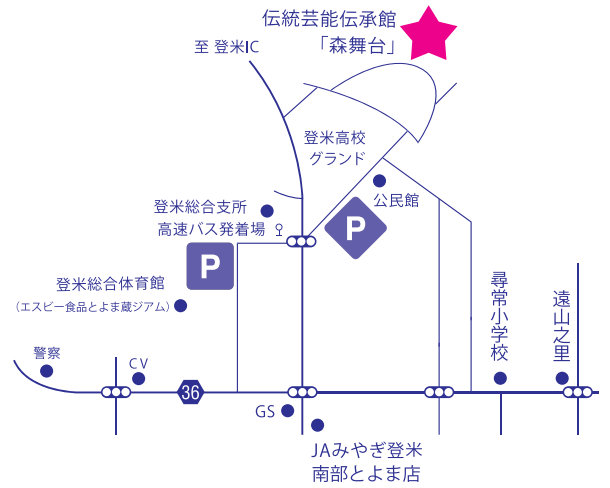 伝統芸能伝承館
「森舞台」
至 登米IC
登米高校
グランド
公民館
登米総合支所
高速バス発着場
P
P
登米総合体育館
（エスビー食品とよま蔵ジアム）
尋常小学校
遠山之里
警察
CV
36
GS
JAみやぎ登米
南部とよま店